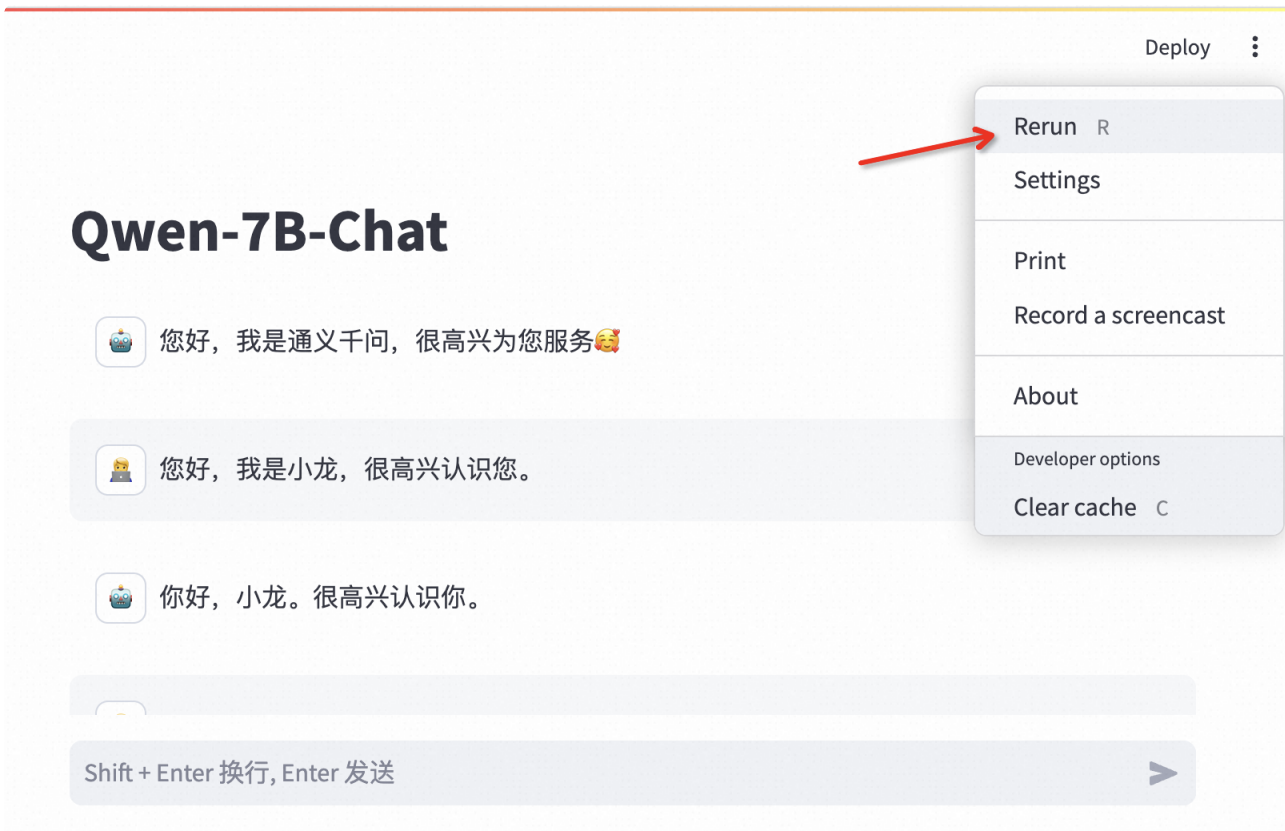 Deploy
Rerun R
Settings
Print
Record a screencast
About
Developer options
Clear cache C
Qwen-7B-Chat
您好，我是通义千问，很高兴为您服务🥰
您好，我是小龙，很高兴认识您。
你好，小龙。很高兴认识你。
Shift + Enter 换行, Enter 发送